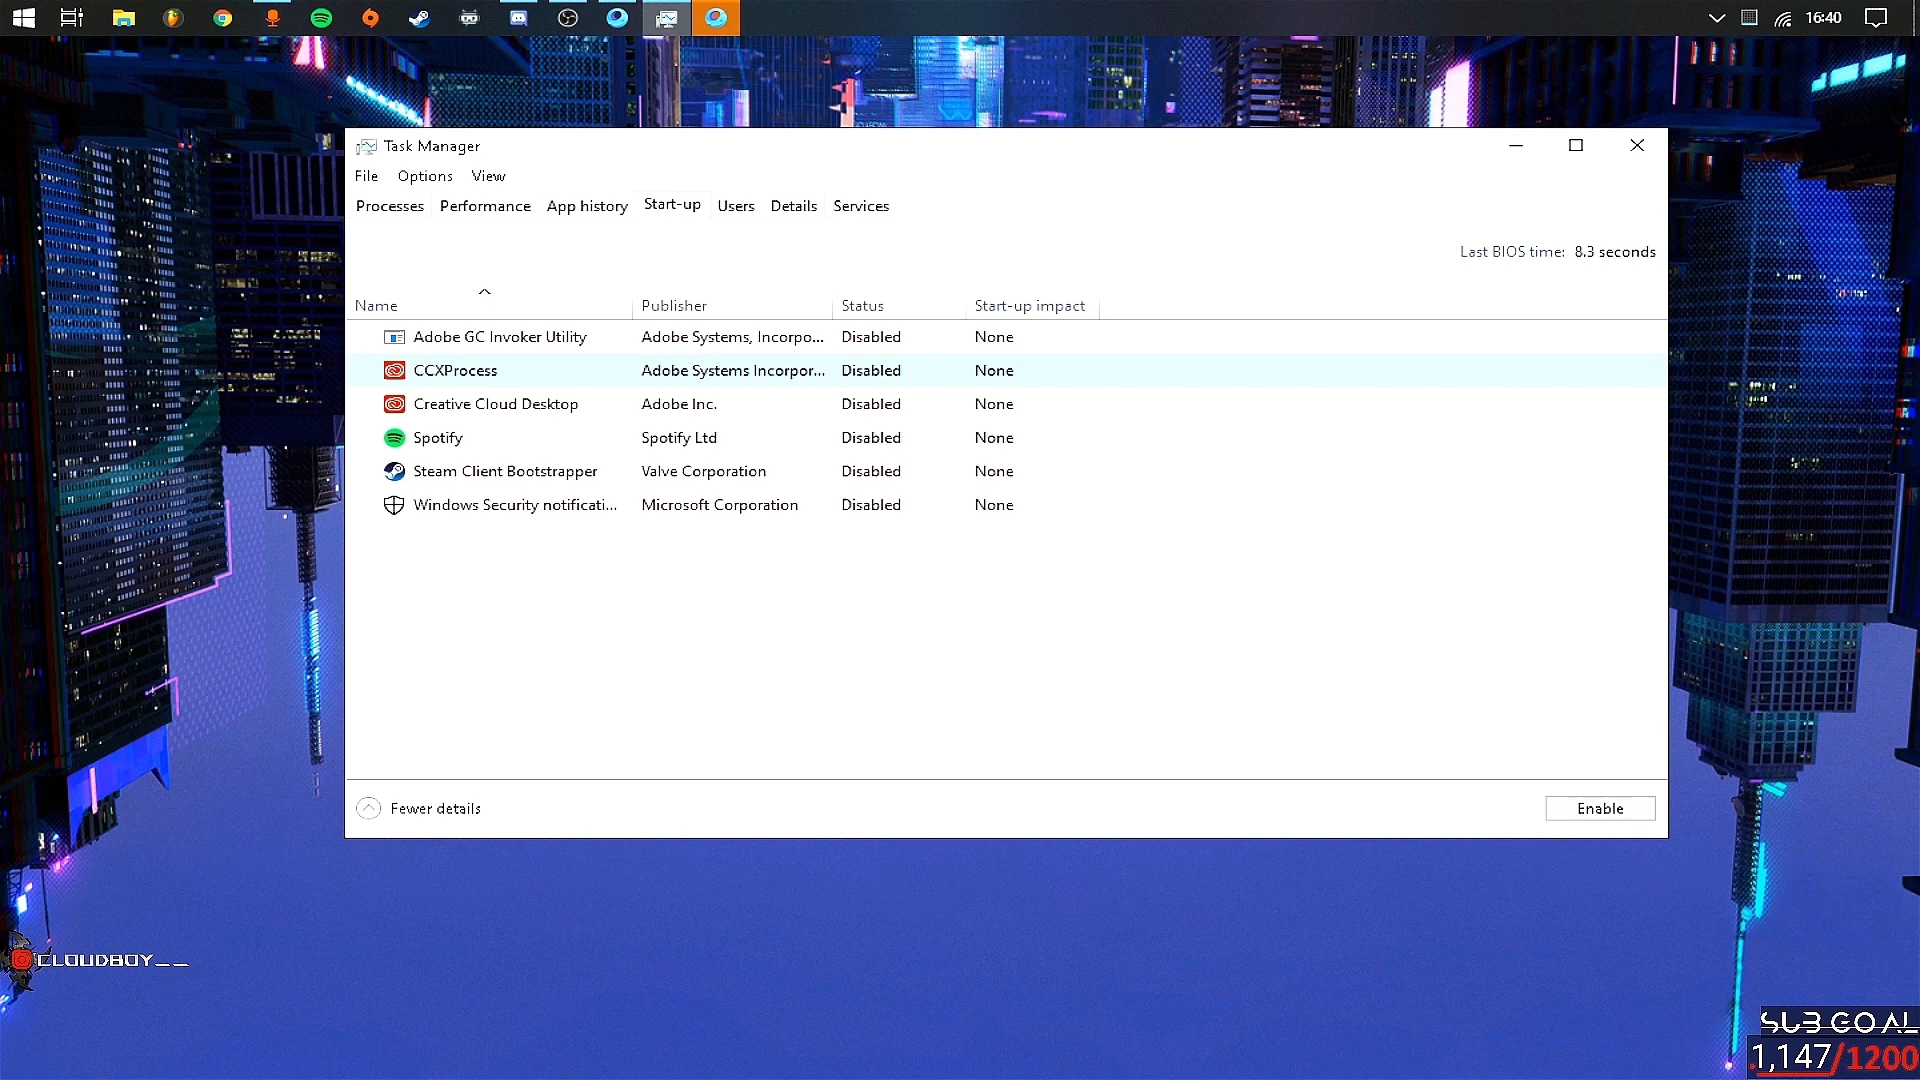 16:40
Task Manager
File Options View
Processes Performance App history Start-up Users Details Services
Last BIOS time: 8.3 seconds
Name Publisher Status Start-up impact
Adobe GC Invoker Utility Adobe Systems, Incorpo... Disabled None
CCXProcess Adobe Systems Incorpor... Disabled None
Creative Cloud Desktop Adobe Inc. Disabled None
Spotify Spotify Ltd Disabled None
Steam Client Bootstrapper Valve Corporation Disabled None
Windows Security notificati... Microsoft Corporation Disabled None
Fewer details Enable
CLOUDBOY__
SUB GOAL
1,147/1200